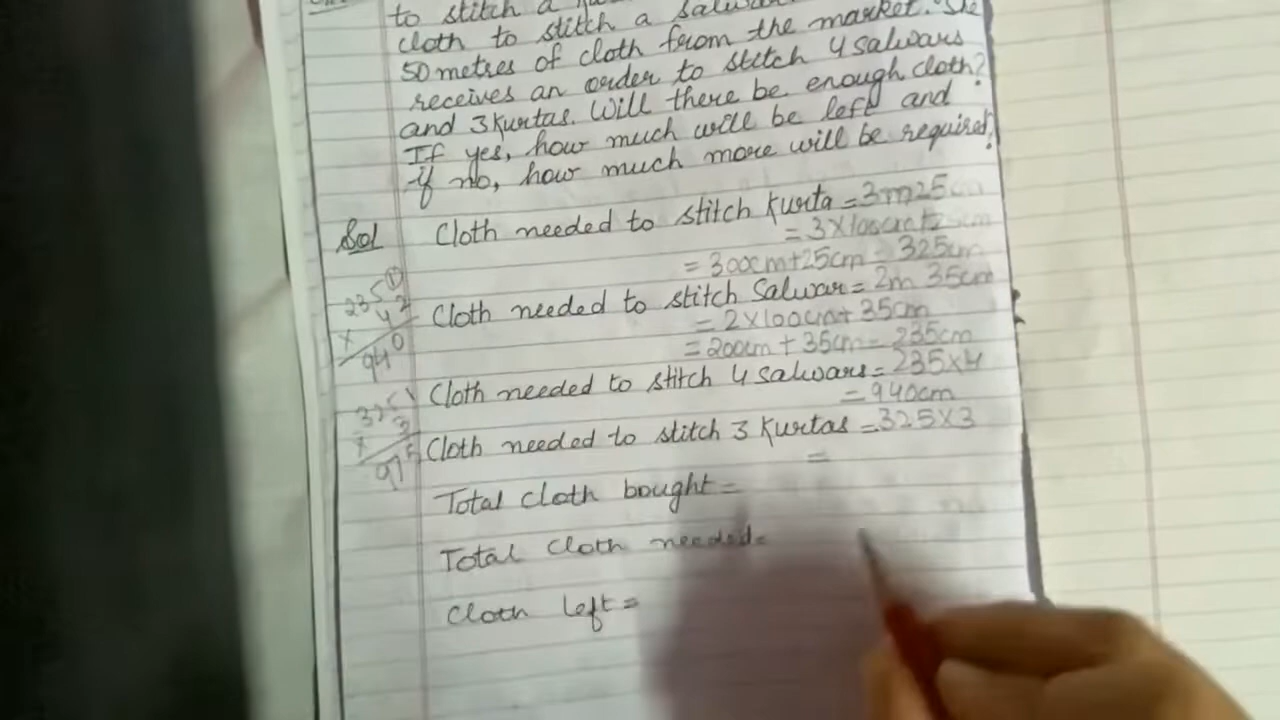 to stitch a
cloth to stitch a
50 metres of cloth from the market. She
receives an order to stitch 4 salwars
and 3 kurtas. Will there be enough cloth?
If yes, how much will be left and
if no, how much more will be required.
Sol Cloth needed to stitch Kurta = 3m 25cm
= 3 × 100cm +
= 300cm + 25cm = 325cm
Cloth needed to stitch Salwar = 2m 35cm
= 2 × 100cm + 35cm
= 200cm + 35cm = 235cm
Cloth needed to stitch 4 salwars = 235 × 4
= 940cm
Cloth needed to stitch 3 Kurtas = 325 × 3
=
Total cloth bought =
Total cloth needed =
Cloth left =
235
× 4
940
325
× 3
975